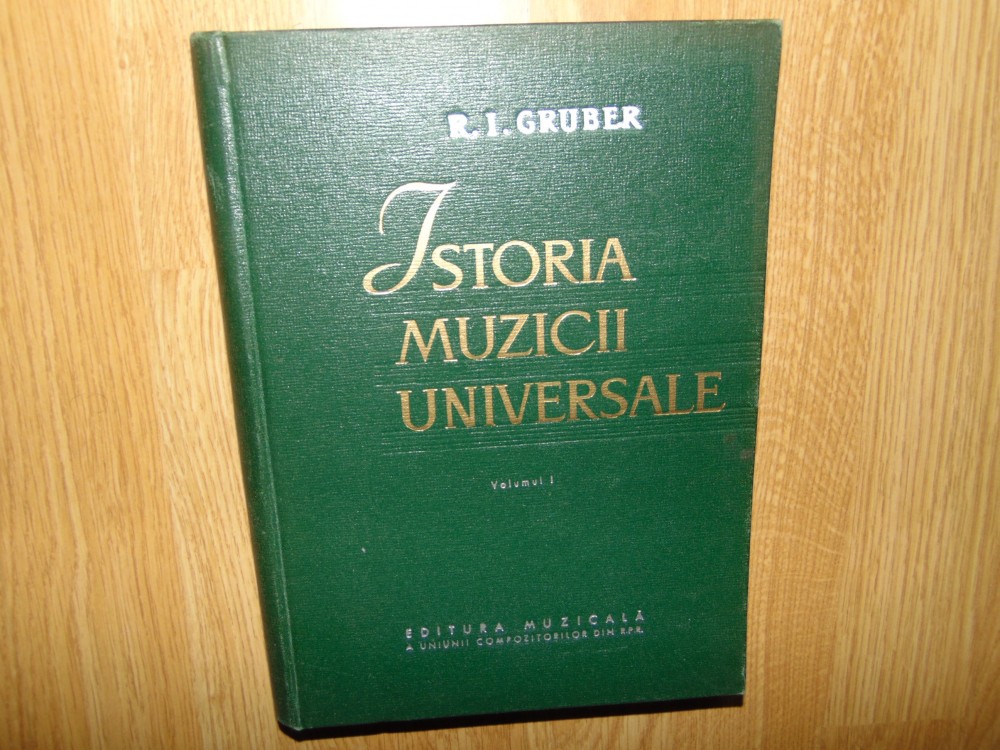 R. I. GRUBER
ISTORIA
MUZICII
UNIVERSALE
Volumul I
EDITURA MUZICALĂ
A UNIUNII COMPOZITORILOR DIN R.P.R.